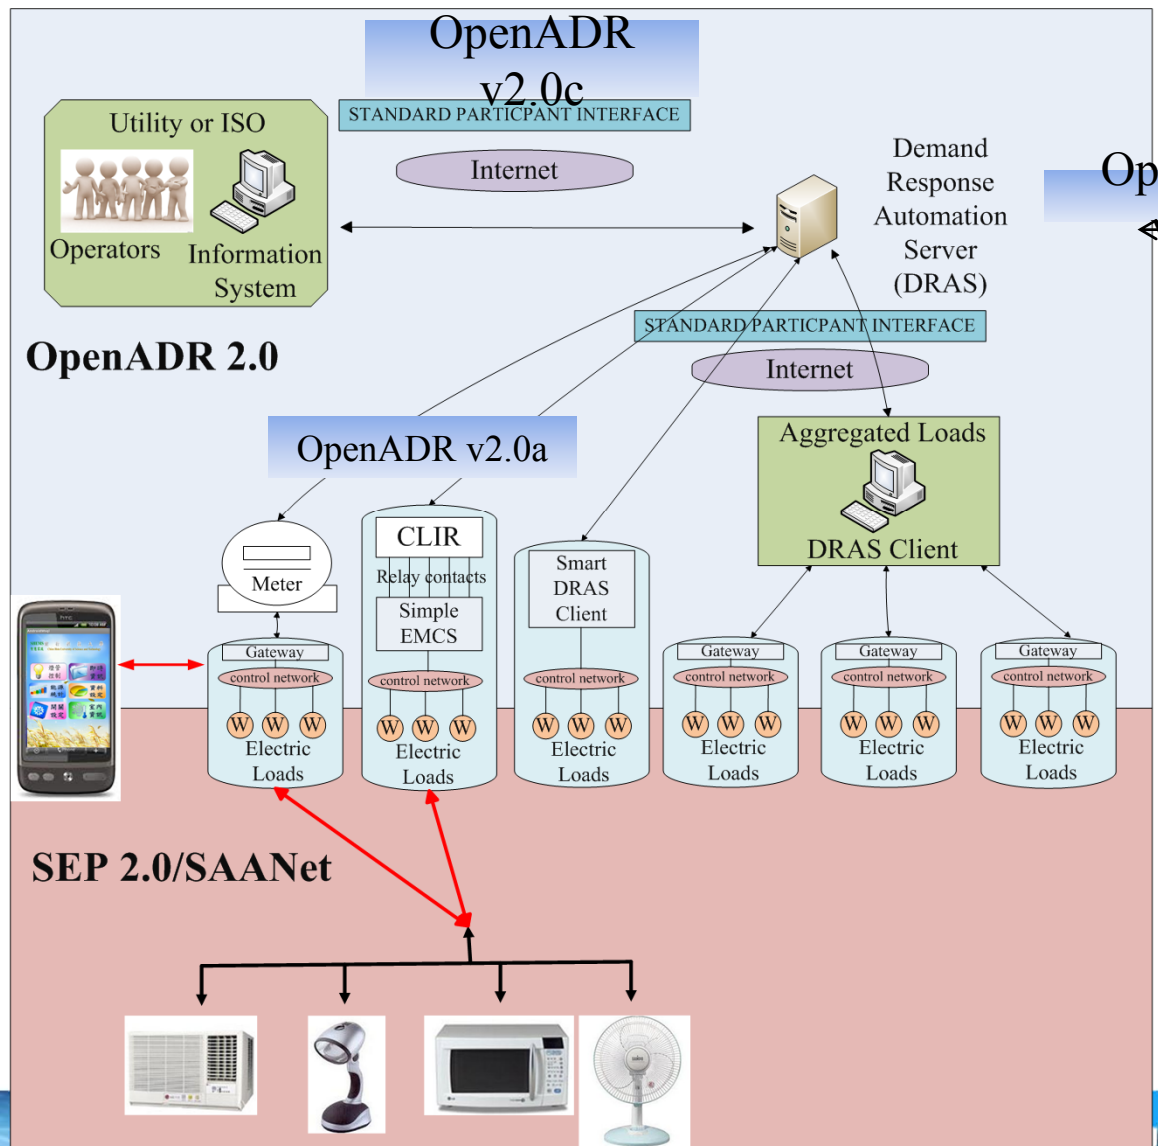 OpenADR
v2.0c
STANDARD PARTICPANT INTERFACE
Utility or ISO
Internet
Operators
Information
System
Demand
Response
Automation
Server
(DRAS)
Op
OpenADR 2.0
STANDARD PARTICPANT INTERFACE
Internet
OpenADR v2.0a
Aggregated Loads
DRAS Client
Meter
CLIR
Relay contacts
Simple
EMCS
Smart
DRAS
Client
htc
Gateway
control network
W W W
Electric
Loads
control network
W W W
Electric
Loads
control network
W W W
Electric
Loads
Gateway
control network
W W W
Electric
Loads
Gateway
control network
W W W
Electric
Loads
Gateway
control network
W W W
Electric
Loads
SEP 2.0/SAANet